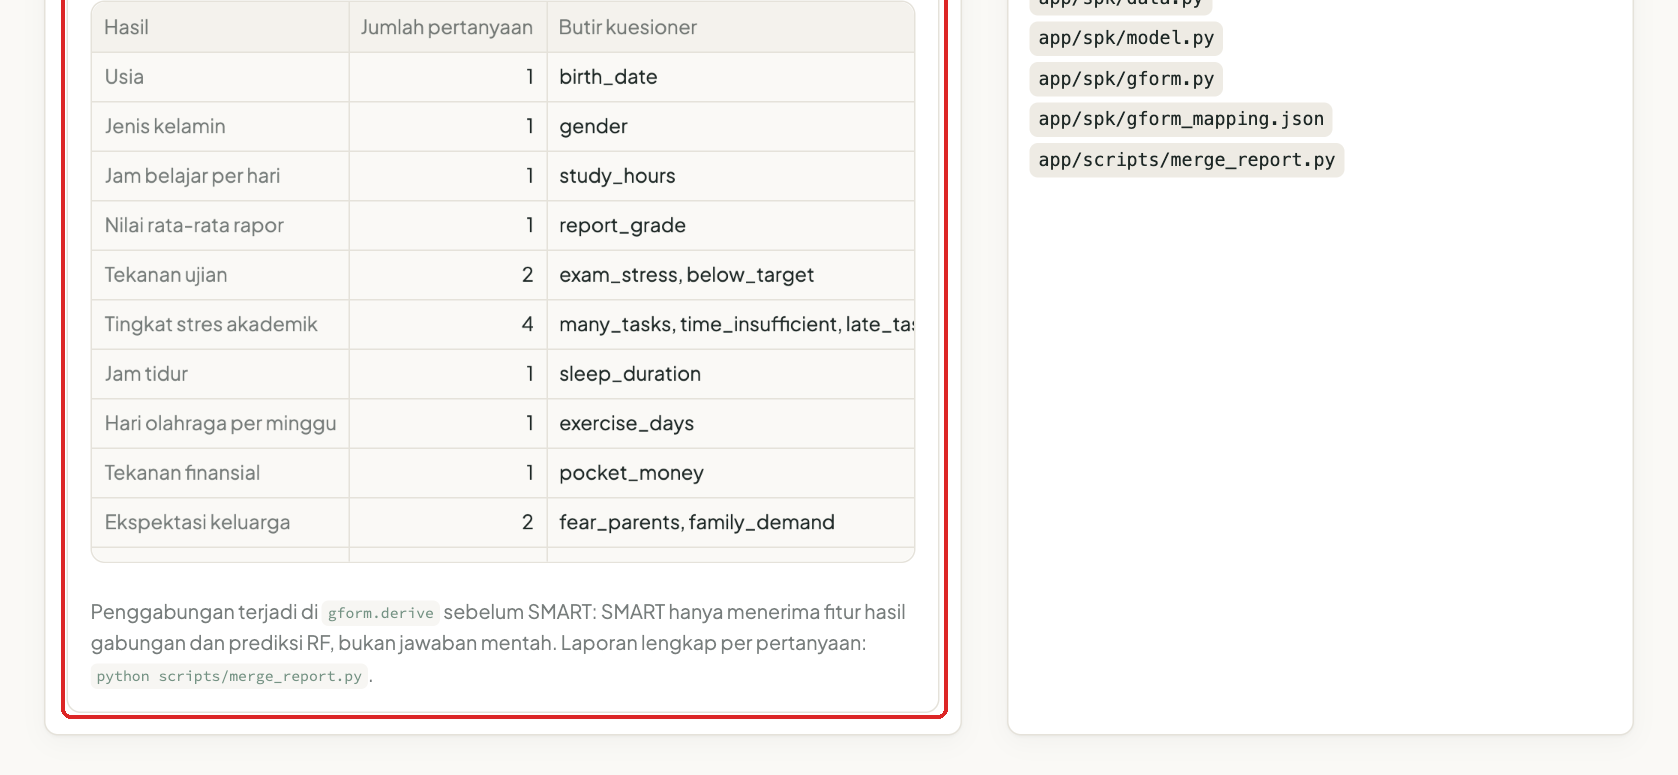 Hasil Jumlah pertanyaan Butir kuesioner
Usia 1 birth_date
Jenis kelamin 1 gender
Jam belajar per hari 1 study_hours
Nilai rata-rata rapor 1 report_grade
Tekanan ujian 2 exam_stress, below_target
Tingkat stres akademik 4 many_tasks, time_insufficient, late_tas
Jam tidur 1 sleep_duration
Hari olahraga per minggu 1 exercise_days
Tekanan finansial 1 pocket_money
Ekspektasi keluarga 2 fear_parents, family_demand
Penggabungan terjadi di gform.derive sebelum SMART: SMART hanya menerima fitur hasil
gabungan dan prediksi RF, bukan jawaban mentah. Laporan lengkap per pertanyaan:
python scripts/merge_report.py.
app/spk/data.py
app/spk/model.py
app/spk/gform.py
app/spk/gform_mapping.json
app/scripts/merge_report.py